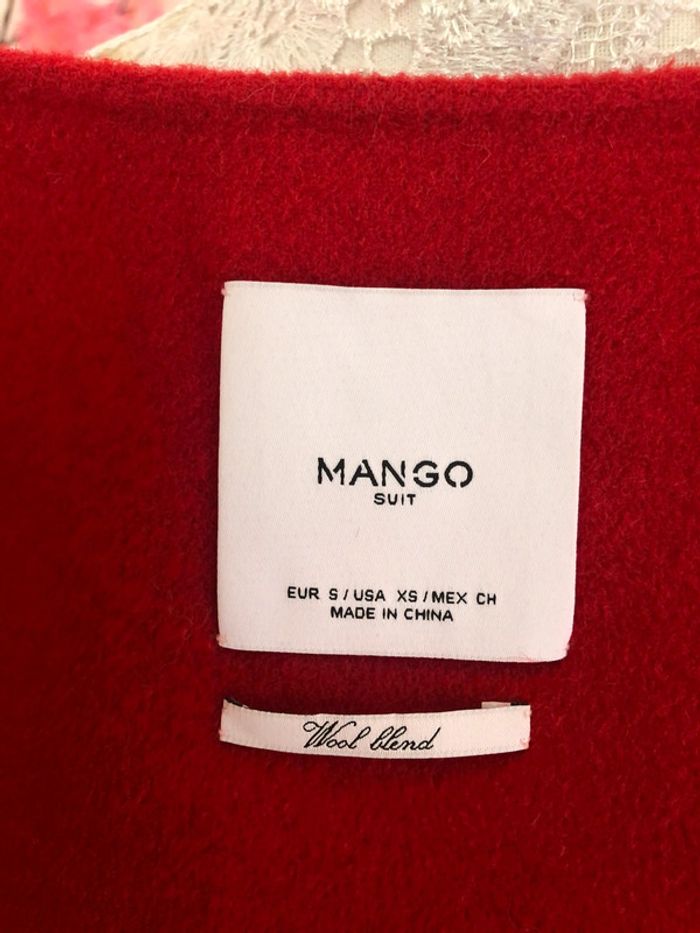 MANGO
SUIT
EUR S / USA XS / MEX CH
MADE IN CHINA
Wool blend